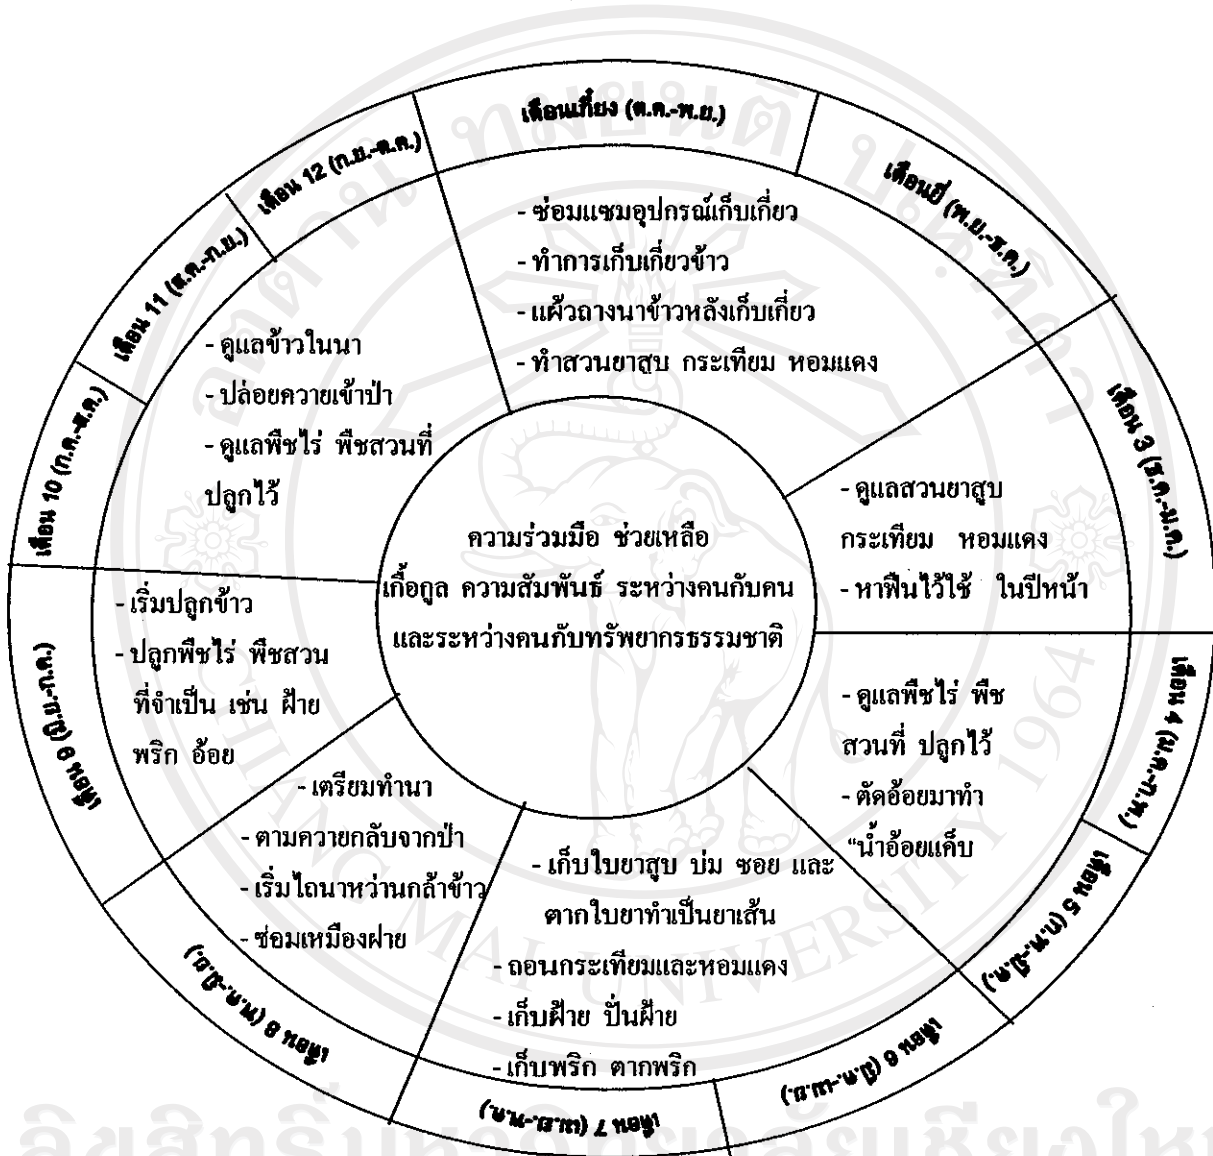 เดือนเกี๋ยง (ต.ค.-พ.ย.)
เดือนยี่ (พ.ย.-ธ.ค.)
เดือน 3 (ธ.ค.-ม.ค.)
เดือน 4 (ม.ค.-ก.พ.)
เดือน 5 (ก.พ.-มี.ค.)
เดือน 6 (มี.ค.-เม.ย.)
เดือน 7 (เม.ย.-พ.ค.)
เดือน 8 (พ.ค.-มิ.ย.)
เดือน 9 (มิ.ย.-ก.ค.)
เดือน 10 (ก.ค.-ส.ค.)
เดือน 11 (ส.ค.-ก.ย.)
เดือน 12 (ก.ย.-ต.ค.)
- ซ่อมแซมอุปกรณ์เก็บเกี่ยว
- ทำการเก็บเกี่ยวข้าว
- แผ้วถางนาข้าวหลังเก็บเกี่ยว
- ทำสวนยาสูบ กระเทียม หอมแดง
- ดูแลสวนยาสูบ
กระเทียม หอมแดง
- หาฟืนไว้ใช้ ในปีหน้า
- ดูแลพืชไร่ พืช
สวนที่ ปลูกไว้
- ตัดอ้อยมาทำ
"น้ำอ้อยแค็บ
- เก็บใบยาสูบ บ่ม ซอย และ
ตากใบยาทำเป็นยาเส้น
- ถอนกระเทียมและหอมแดง
- เก็บฝ้าย ปั่นฝ้าย
- เก็บพริก ตากพริก
- เตรียมทำนา
- ตามควายกลับจากป่า
- เริ่มไถนาหว่านกล้าข้าว
- ซ่อมเหมืองฝาย
- เริ่มปลูกข้าว
- ปลูกพืชไร่ พืชสวน
ที่จำเป็น เช่น ฝ้าย
พริก อ้อย
- ดูแลข้าวในนา
- ปล่อยควายเข้าป่า
- ดูแลพืชไร่ พืชสวนที่
ปลูกไว้
ความร่วมมือ ช่วยเหลือ
เกื้อกูล ความสัมพันธ์ ระหว่างคนกับคน
และระหว่างคนกับทรัพยากรธรรมชาติ
CHIANG MAI UNIVERSITY 1964